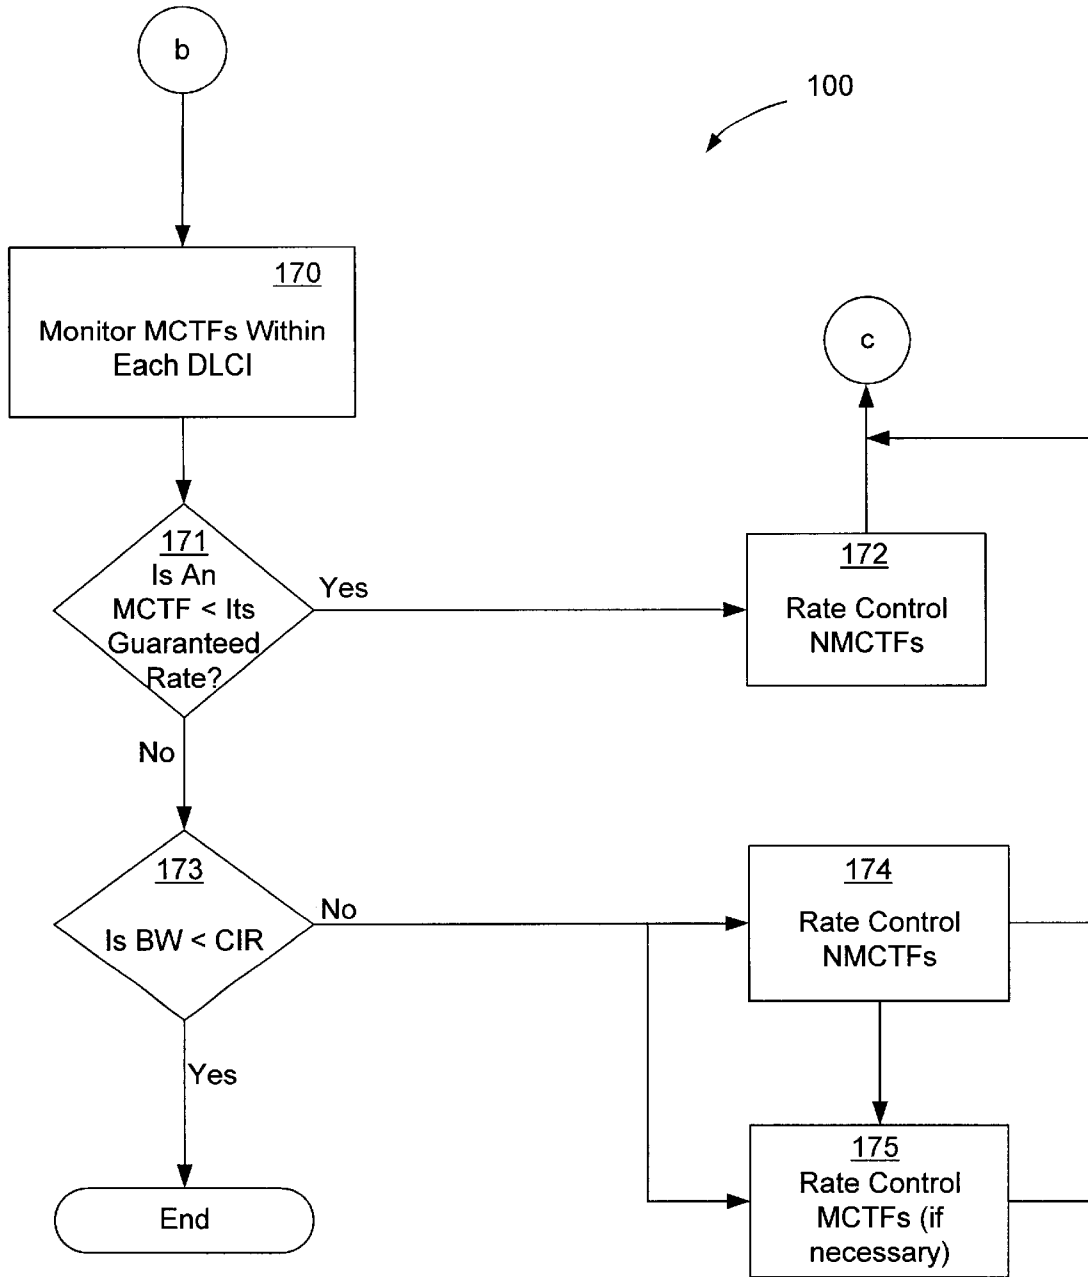 b
100
170
Monitor MCTFs Within
Each DLCI
c
171
Is An
MCTF < Its
Guaranteed
Rate?
Yes
172
Rate Control
NMCTFs
No
173
Is BW < CIR
No
174
Rate Control
NMCTFs
Yes
175
Rate Control
MCTFs (if
necessary)
End